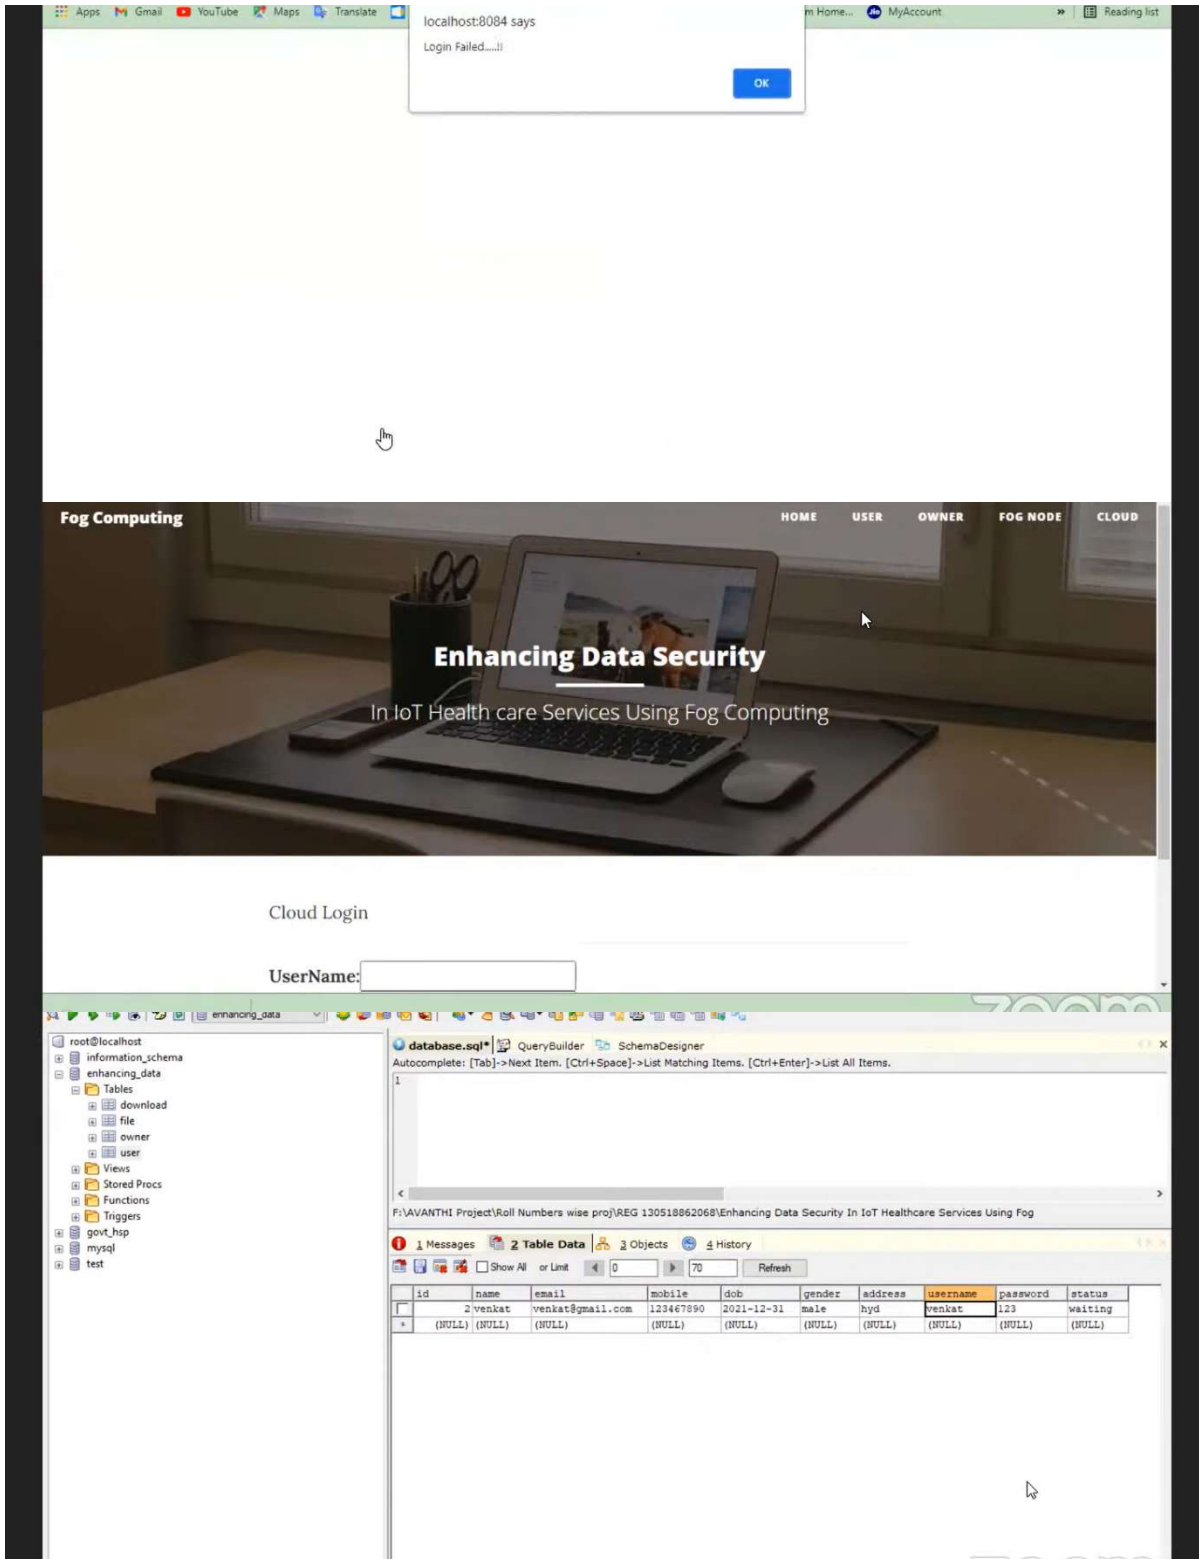 Apps Gmail YouTube Maps Translate m Home... Jio MyAccount » Reading list
localhost:8084 says
Login Failed.....!!
OK
Fog Computing HOME USER OWNER FOG NODE CLOUD
Enhancing Data Security
In IoT Health care Services Using Fog Computing
Cloud Login
UserName:
zoom
enhancing_data
root@localhost
information_schema
enhancing_data
Tables
download
file
owner
user
Views
Stored Procs
Functions
Triggers
govt_hsp
mysql
test
database.sql* QueryBuilder SchemaDesigner
Autocomplete: [Tab]->Next Item. [Ctrl+Space]->List Matching Items. [Ctrl+Enter]->List All Items.
1
F:\AVANTHI Project\Roll Numbers wise proj\REG 130518862068\Enhancing Data Security In IoT Healthcare Services Using Fog
1 Messages 2 Table Data 3 Objects 4 History
Show All or Limit 0 70 Refresh
id name email mobile dob gender address username password status
2 venkat venkat@gmail.com 123467890 2021-12-31 male hyd venkat 123 waiting
* (NULL) (NULL) (NULL) (NULL) (NULL) (NULL) (NULL) (NULL) (NULL) (NULL)